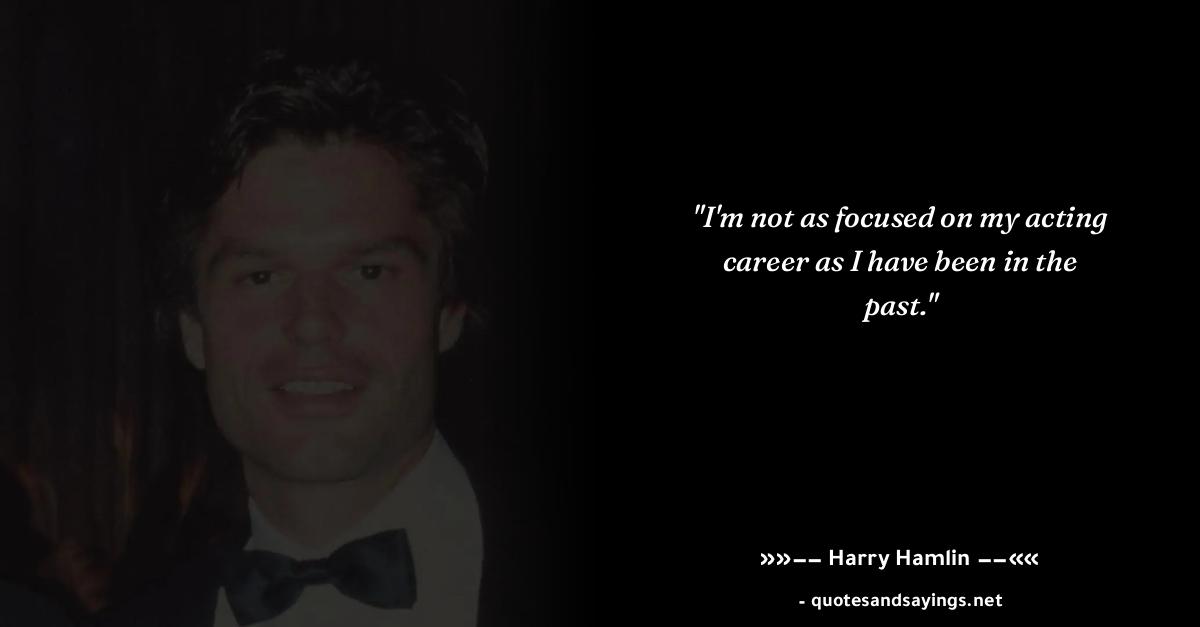 "I'm not as focused on my acting
career as I have been in the
past."
»»−− Harry Hamlin −−««
- quotesandsayings.net